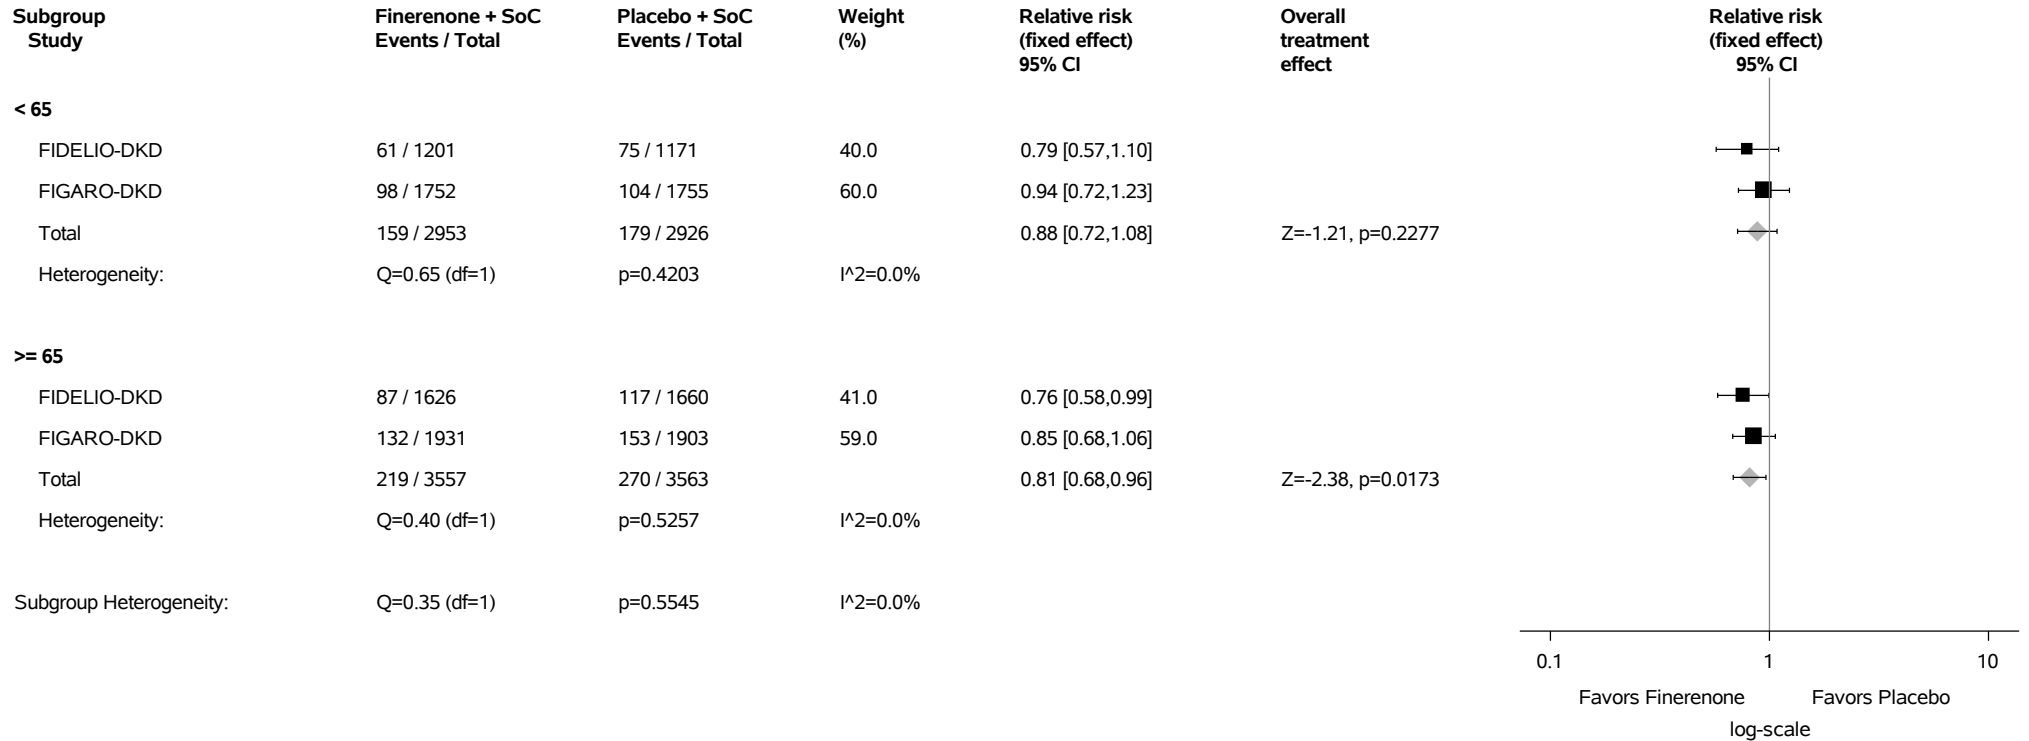 Subgroup Finerenone + SoC Placebo + SoC Weight Relative risk Overall Relative risk
Study Events / Total Events / Total (%) (fixed effect) treatment (fixed effect)
95% CI effect 95% CI
< 65
FIDELIO-DKD 61 / 1201 75 / 1171 40.0 0.79 [0.57,1.10]
FIGARO-DKD 98 / 1752 104 / 1755 60.0 0.94 [0.72,1.23]
Total 159 / 2953 179 / 2926 0.88 [0.72,1.08] Z=-1.21, p=0.2277
Heterogeneity: Q=0.65 (df=1) p=0.4203 I^2=0.0%
>= 65
FIDELIO-DKD 87 / 1626 117 / 1660 41.0 0.76 [0.58,0.99]
FIGARO-DKD 132 / 1931 153 / 1903 59.0 0.85 [0.68,1.06]
Total 219 / 3557 270 / 3563 0.81 [0.68,0.96] Z=-2.38, p=0.0173
Heterogeneity: Q=0.40 (df=1) p=0.5257 I^2=0.0%
Subgroup Heterogeneity: Q=0.35 (df=1) p=0.5545 I^2=0.0%
0.1 1 10
Favors Finerenone Favors Placebo
log-scale